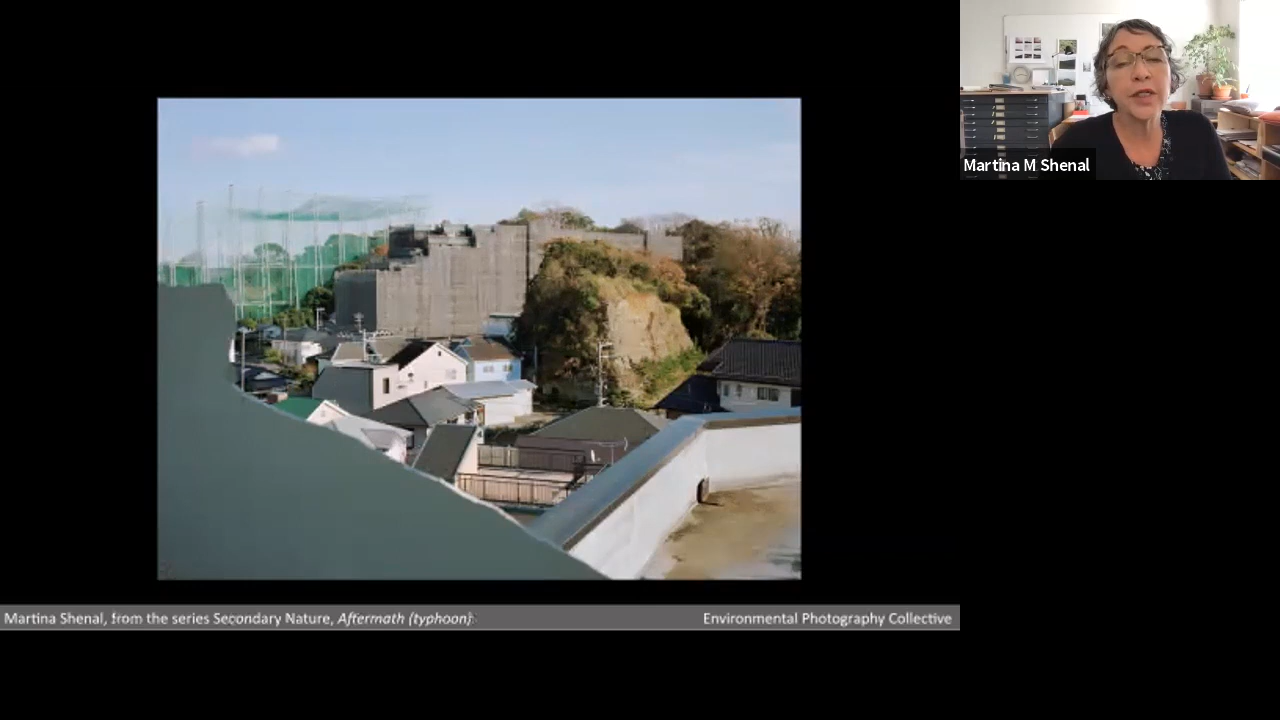 Martina M Shenal
Martina Shenal, from the series Secondary Nature, Aftermath (typhoon)
Environmental Photography Collective